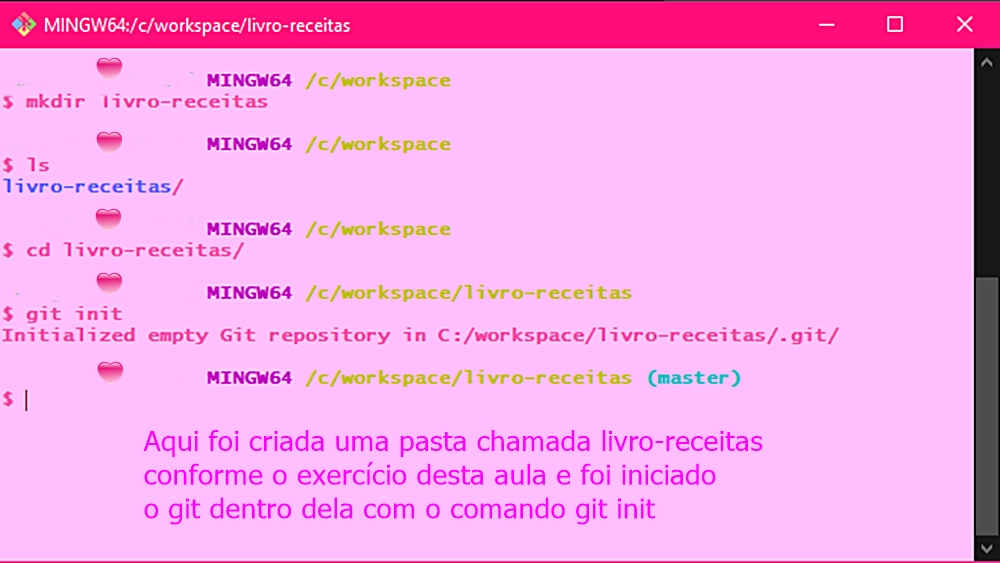 MINGW64:/c/workspace/livro-receitas
MINGW64 /c/workspace
$ mkdir livro-receitas
MINGW64 /c/workspace
$ ls
livro-receitas/
MINGW64 /c/workspace
$ cd livro-receitas/
MINGW64 /c/workspace/livro-receitas
$ git init
Initialized empty Git repository in C:/workspace/livro-receitas/.git/
MINGW64 /c/workspace/livro-receitas (master)
$
Aqui foi criada uma pasta chamada livro-receitas
conforme o exercício desta aula e foi iniciado
o git dentro dela com o comando git init